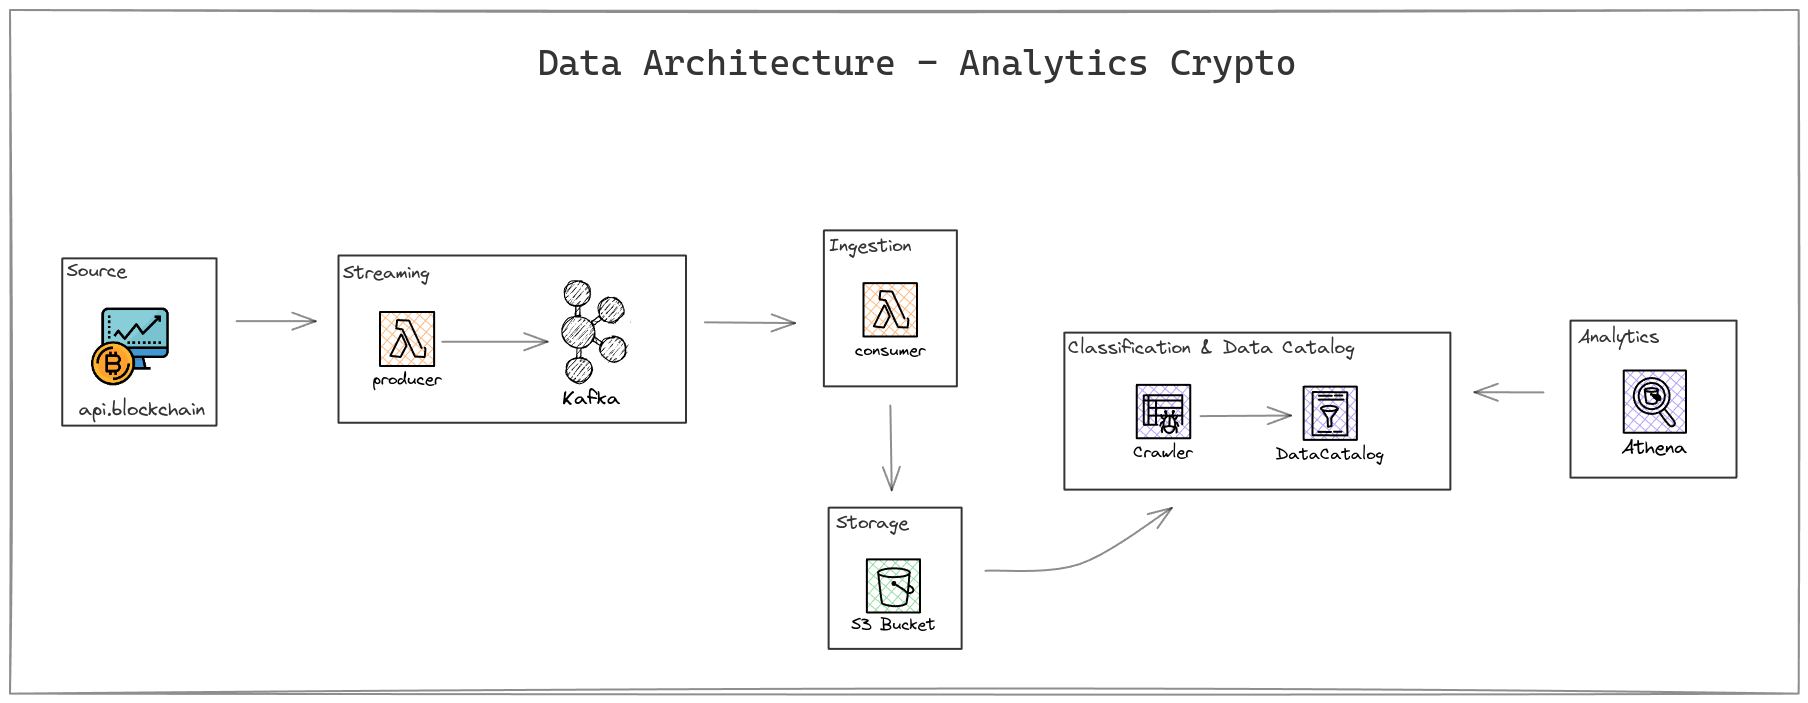 Data Architecture - Analytics Crypto
Source
api.blockchain
Streaming
producer
Kafka
Ingestion
consumer
Storage
S3 Bucket
Classification & Data Catalog
Crawler
DataCatalog
Analytics
Athena